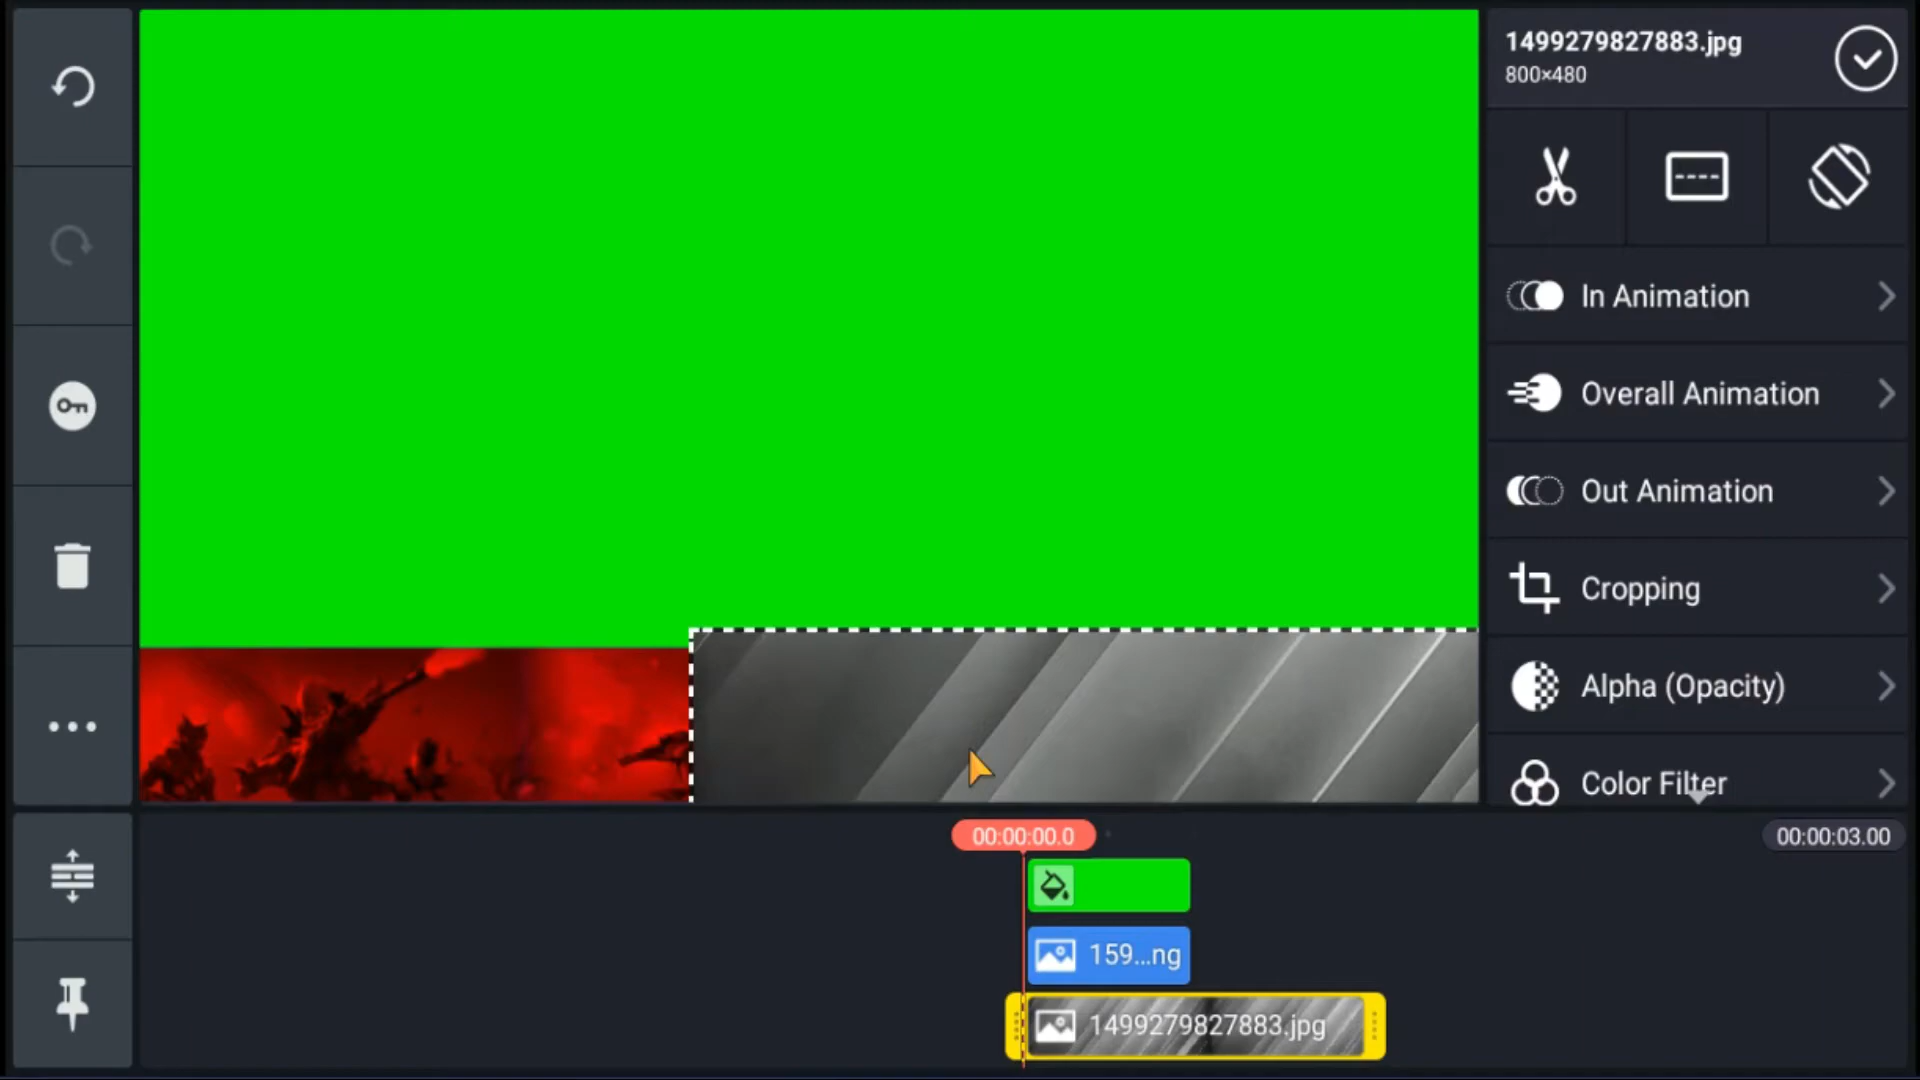 1499279827883.jpg
800×480
In Animation
Overall Animation
Out Animation
Cropping
Alpha (Opacity)
Color Filter
00:00:00.0
00:00:03.00
159...ng
1499279827883.jpg